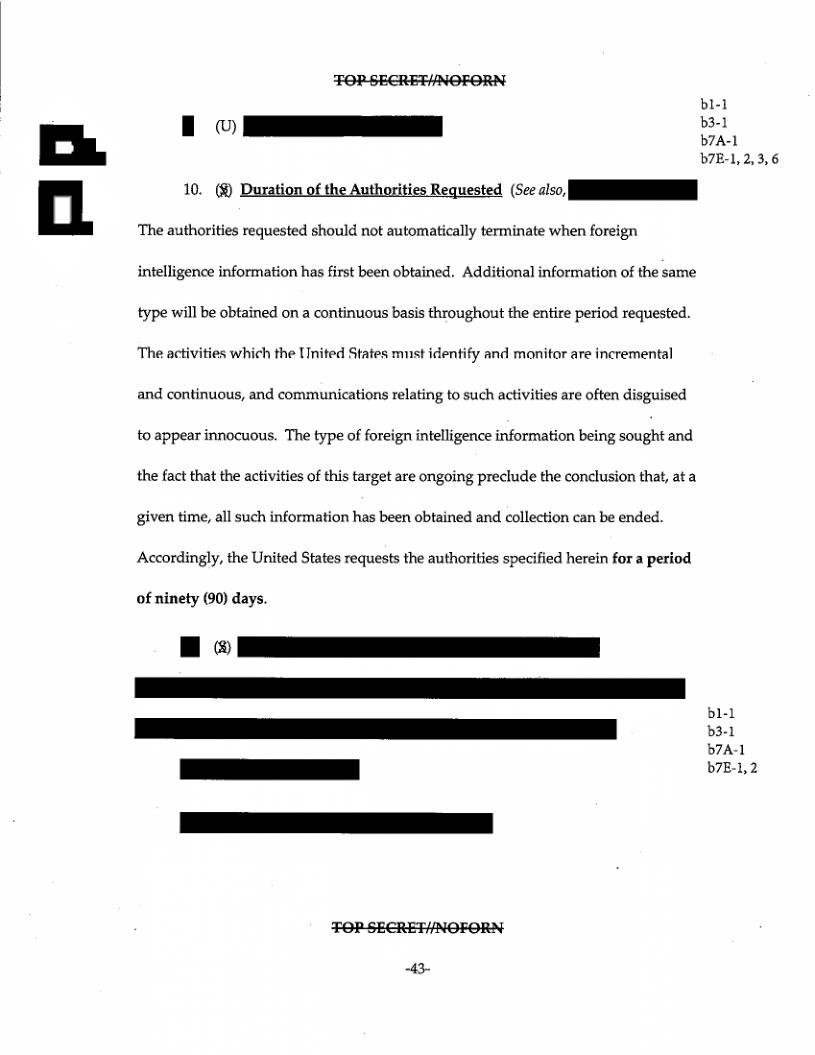 TOP SECRET//NOFORN
b1-1
b3-1
b7A-1
b7E-1, 2, 3, 6
(U)
10. (S) Duration of the Authorities Requested (See also,
The authorities requested should not automatically terminate when foreign
intelligence information has first been obtained. Additional information of the same
type will be obtained on a continuous basis throughout the entire period requested.
The activities which the United States must identify and monitor are incremental
and continuous, and communications relating to such activities are often disguised
to appear innocuous. The type of foreign intelligence information being sought and
the fact that the activities of this target are ongoing preclude the conclusion that, at a
given time, all such information has been obtained and collection can be ended.
Accordingly, the United States requests the authorities specified herein for a period
of ninety (90) days.
(S)
b1-1
b3-1
b7A-1
b7E-1, 2
TOP SECRET//NOFORN
-43-